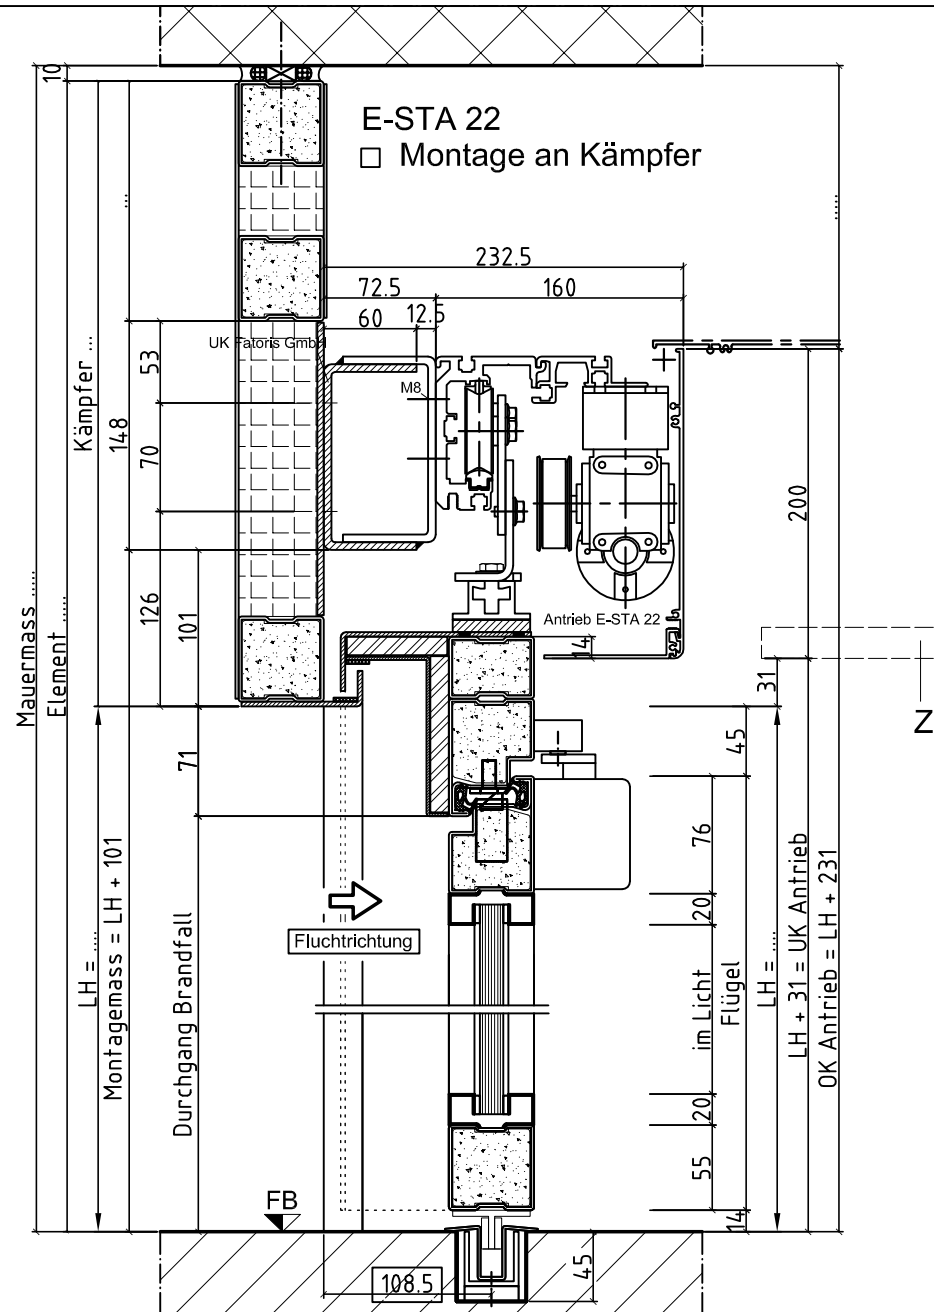 10
E-STA 22
□ Montage an Kämpfer
...
.....
232.5
72.5
160
60
12.5
UK Fatoris GmbH
M8
53
148
70
126
101
Kämpfer ...
Mauermass .....
Element .....
200
Antrieb E-STA 22
14
31
Z
45
71
76
20
Fluchtrichtung
LH = ....
Montagemass = LH + 101
Durchgang Brandfall
im Licht
Flügel
LH = ....
LH + 31 = UK Antrieb
OK Antrieb = LH + 231
20
55
14
FB
108.5
45